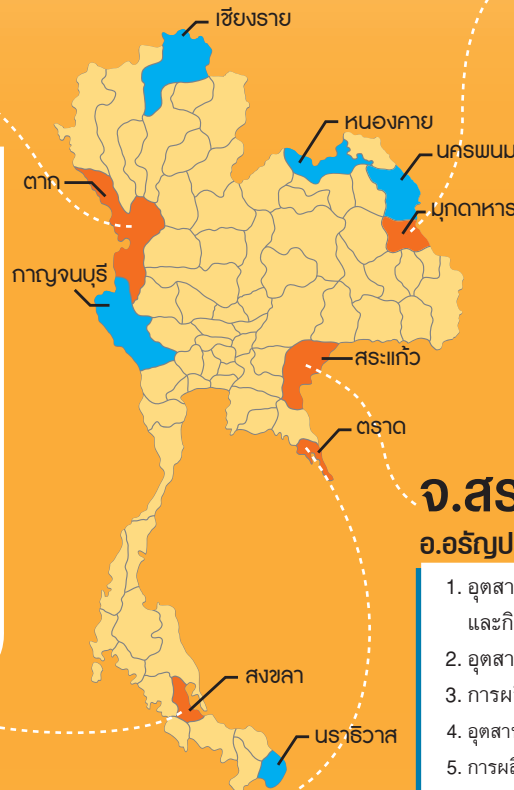 เชียงราย
หนองคาย
นครพนม
ตาก
มุกดาหาร
กาญจนบุรี
สระแก้ว
ตราด
จ.สร
อ.อรัญป
1. อุตสา
และกิ
2. อุตสา
3. การผ
4. อุตสา
5. การผลิ
สงขลา
นราธิวาส